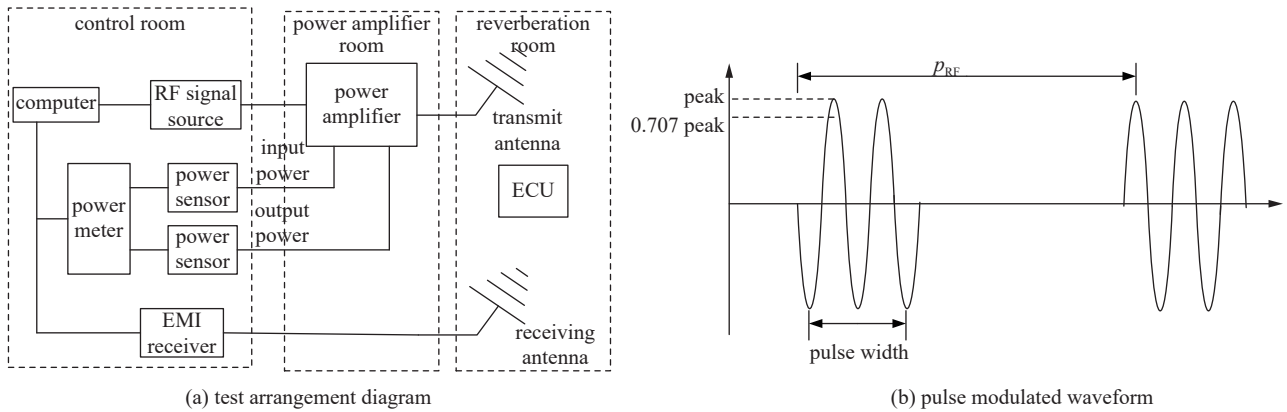 control room
power amplifier
room
reverberation
room
computer
RF signal
source
power
amplifier
transmit
antenna
input
power
power
sensor
ECU
power
meter
output
power
power
sensor
EMI
receiver
receiving
antenna
(a) test arrangement diagram
pRF
peak
0.707 peak
pulse width
(b) pulse modulated waveform